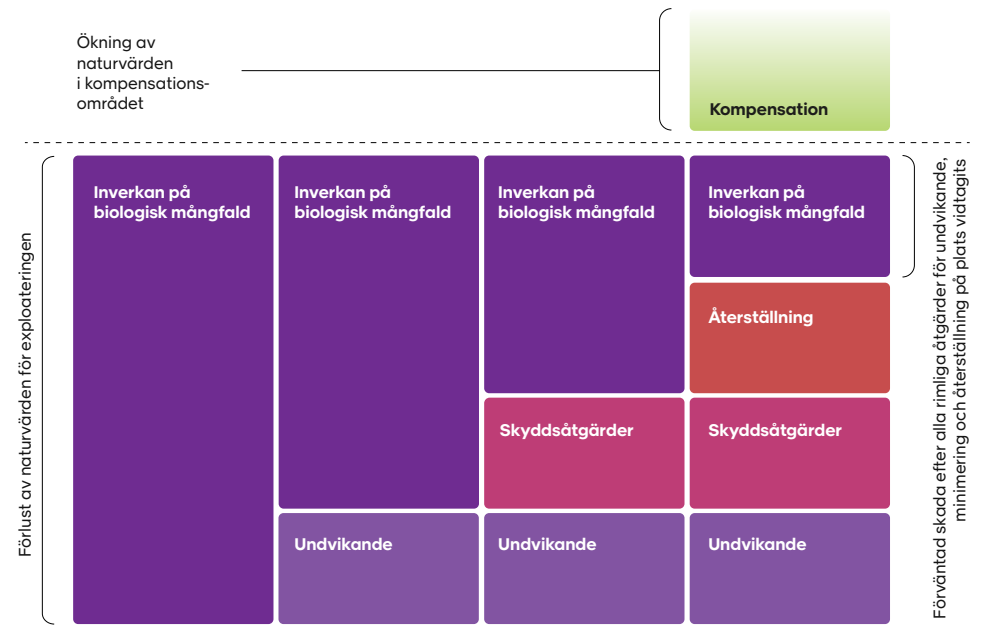 Ökning av
naturvärden
i kompensations-
området
Kompensation
Förlust av naturvärden för exploateringen
Inverkan på
biologisk mångfald
Inverkan på
biologisk mångfald
Inverkan på
biologisk mångfald
Inverkan på
biologisk mångfald
Återställning
Skyddsåtgärder
Skyddsåtgärder
Undvikande
Undvikande
Undvikande
Förväntad skada efter alla rimliga åtgärder för undvikande,
minimering och återställning på plats vidtagits